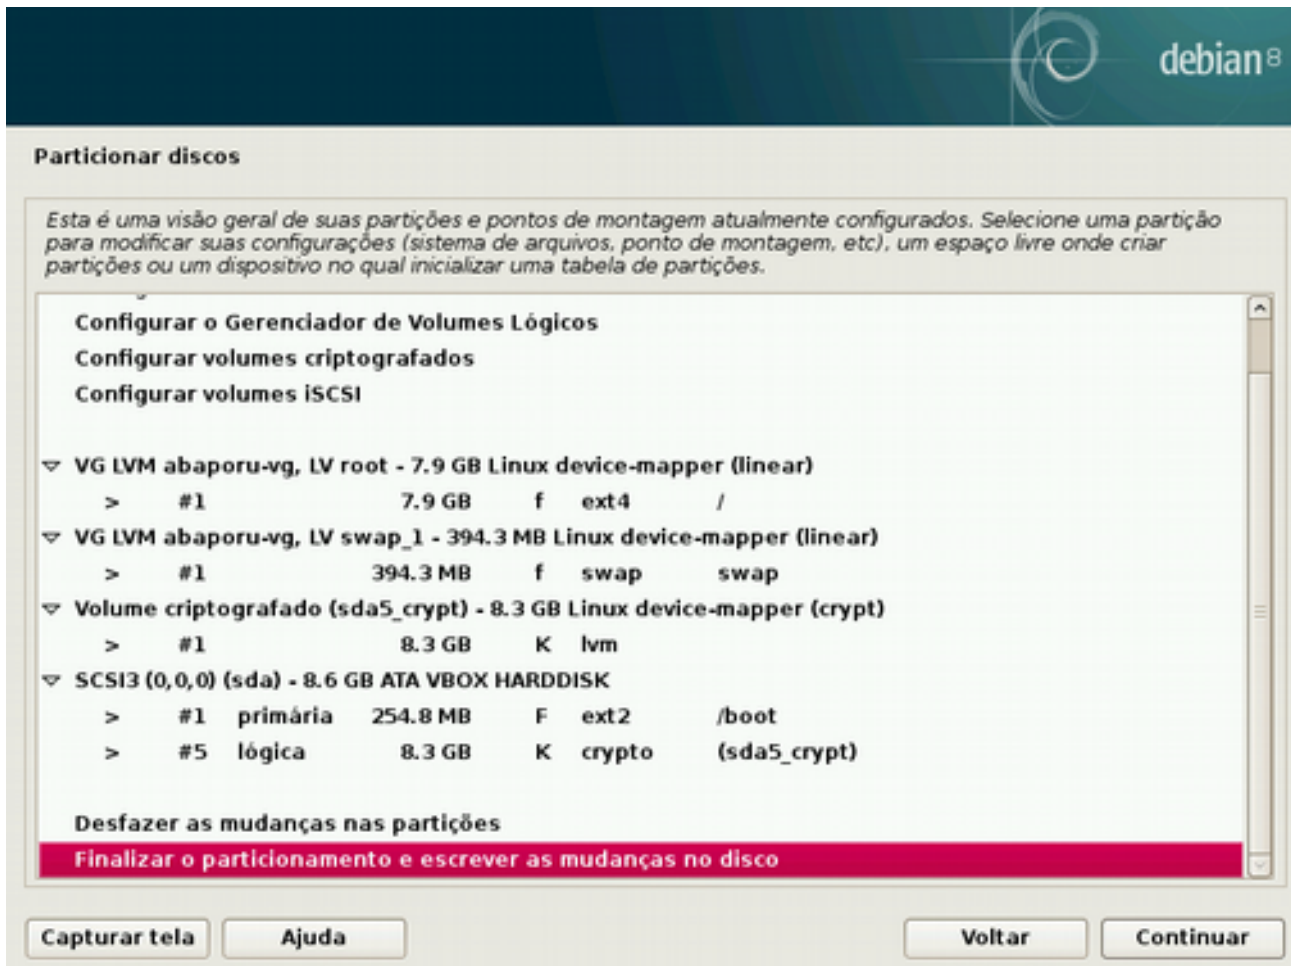 debian 8
Particionar discos
Esta é uma visão geral de suas partições e pontos de montagem atualmente configurados. Selecione uma partição
para modificar suas configurações (sistema de arquivos, ponto de montagem, etc), um espaço livre onde criar
partições ou um dispositivo no qual inicializar uma tabela de partições.
Configurar o Gerenciador de Volumes Lógicos
Configurar volumes criptografados
Configurar volumes iSCSI
VG LVM abaporu-vg, LV root - 7.9 GB Linux device-mapper (linear)
> #1 7.9 GB f ext4 /
VG LVM abaporu-vg, LV swap_1 - 394.3 MB Linux device-mapper (linear)
> #1 394.3 MB f swap swap
Volume criptografado (sda5_crypt) - 8.3 GB Linux device-mapper (crypt)
> #1 8.3 GB K lvm
SCSI3 (0,0,0) (sda) - 8.6 GB ATA VBOX HARDDISK
> #1 primária 254.8 MB F ext2 /boot
> #5 lógica 8.3 GB K crypto (sda5_crypt)
Desfazer as mudanças nas partições
Finalizar o particionamento e escrever as mudanças no disco
Capturar tela Ajuda Voltar Continuar